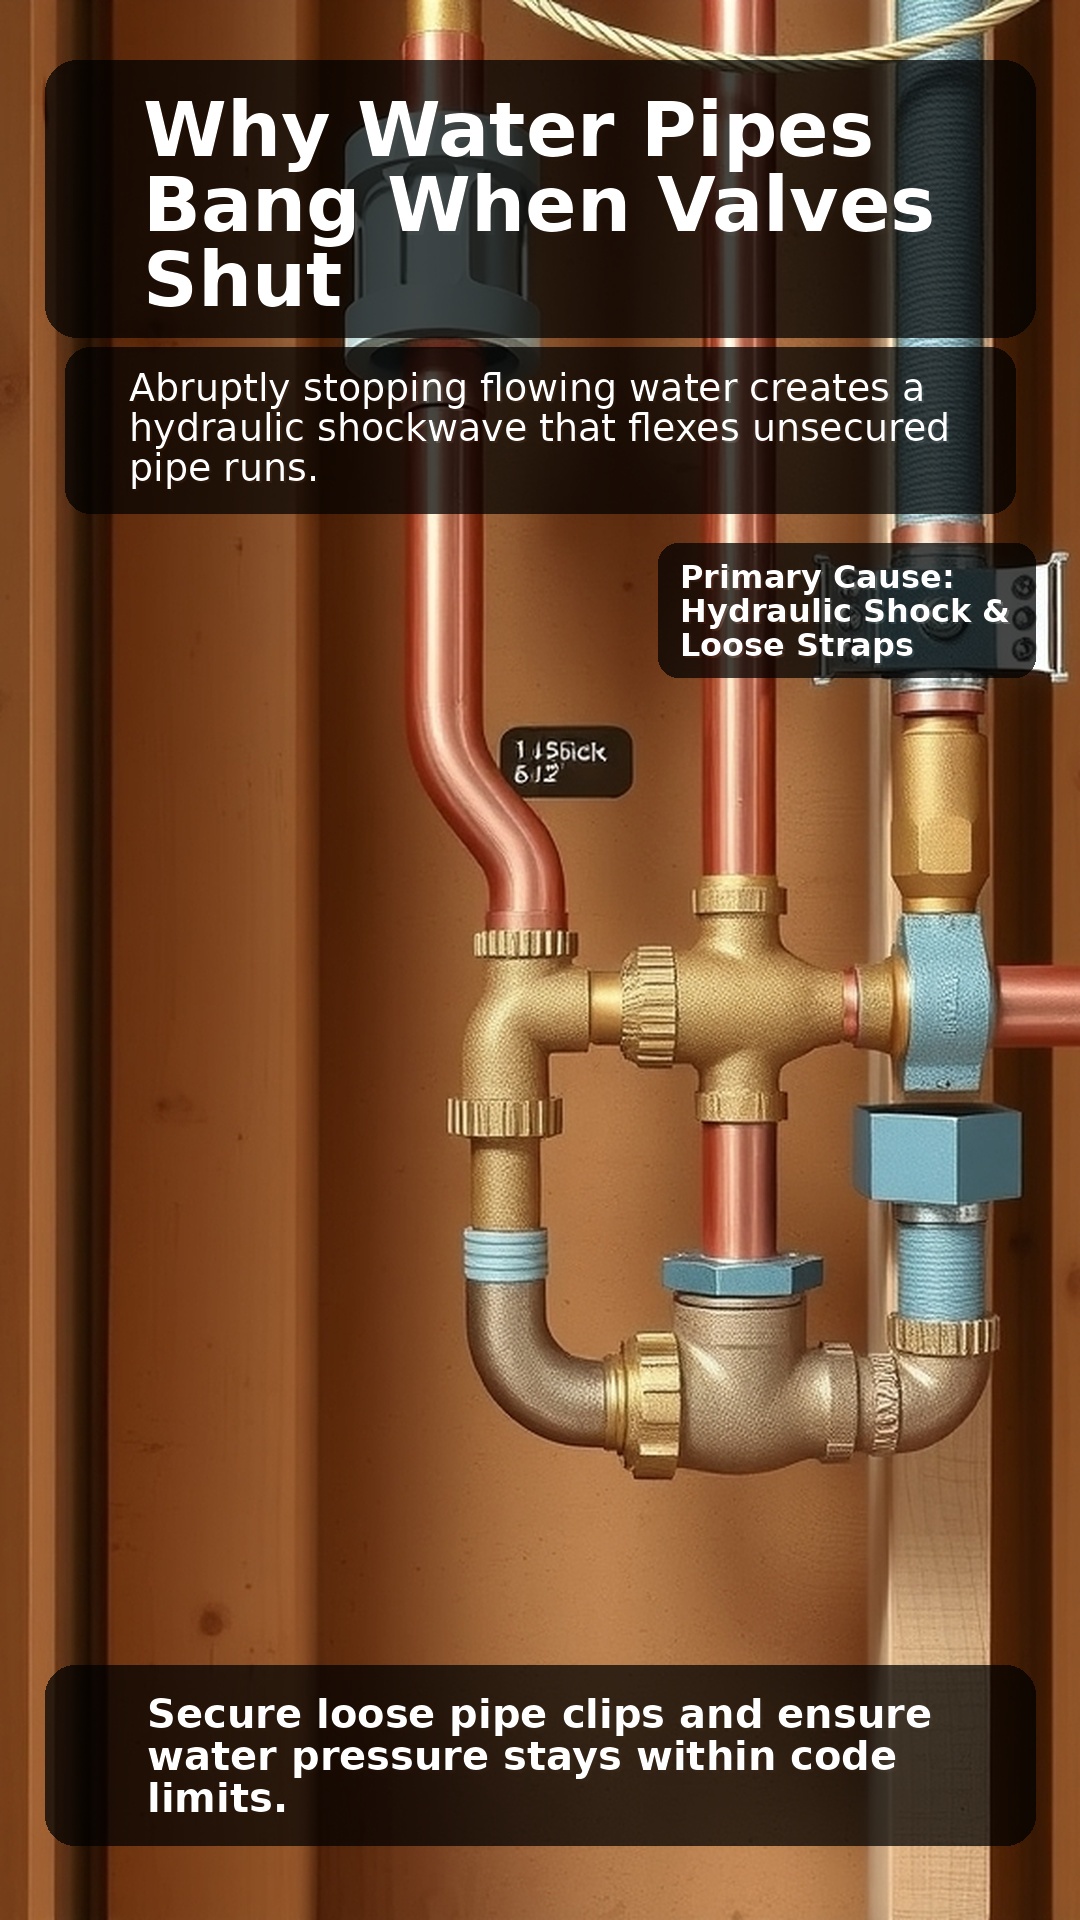 Why Water Pipes
Bang When Valves
Shut
Abruptly stopping flowing water creates a
hydraulic shockwave that flexes unsecured
pipe runs.
Primary Cause:
Hydraulic Shock &
Loose Straps
Secure loose pipe clips and ensure
water pressure stays within code
limits.